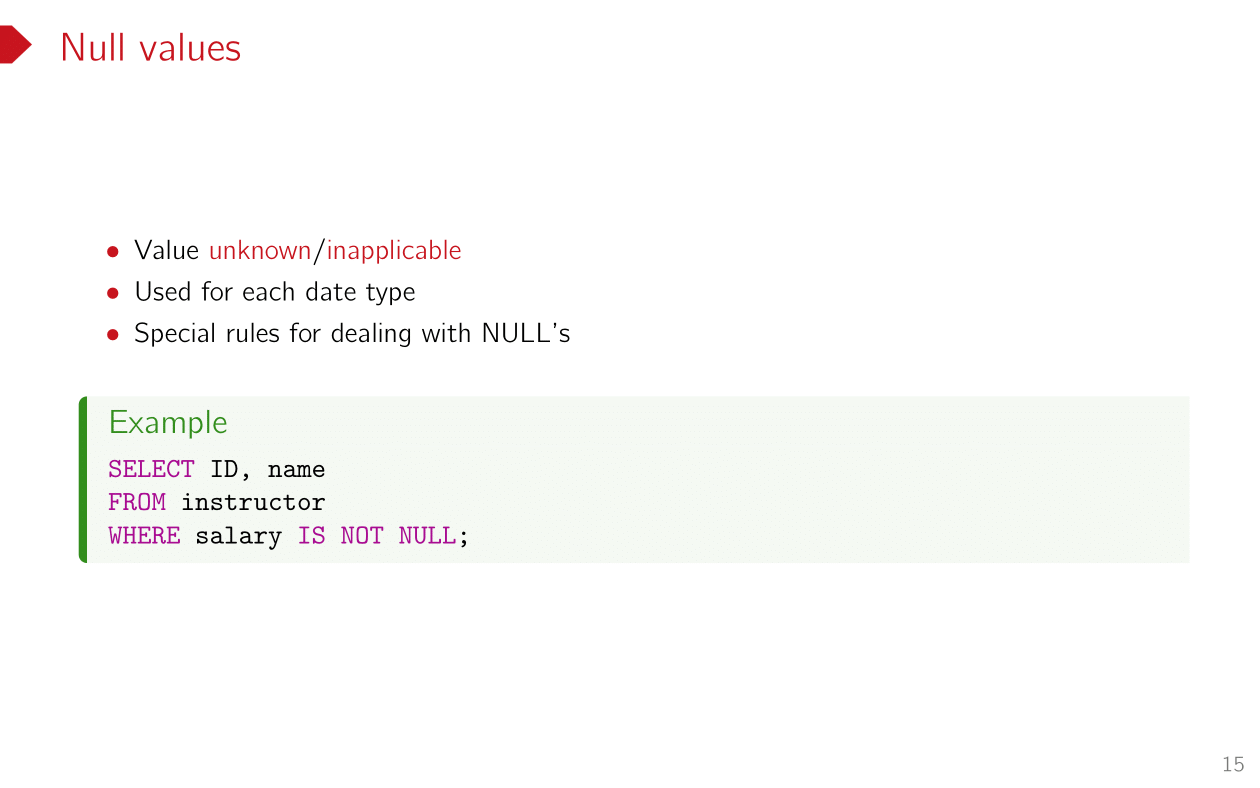 Null values
• Value unknown/inapplicable
• Used for each date type
• Special rules for dealing with NULL's
Example
SELECT ID, name
FROM instructor
WHERE salary IS NOT NULL;
15